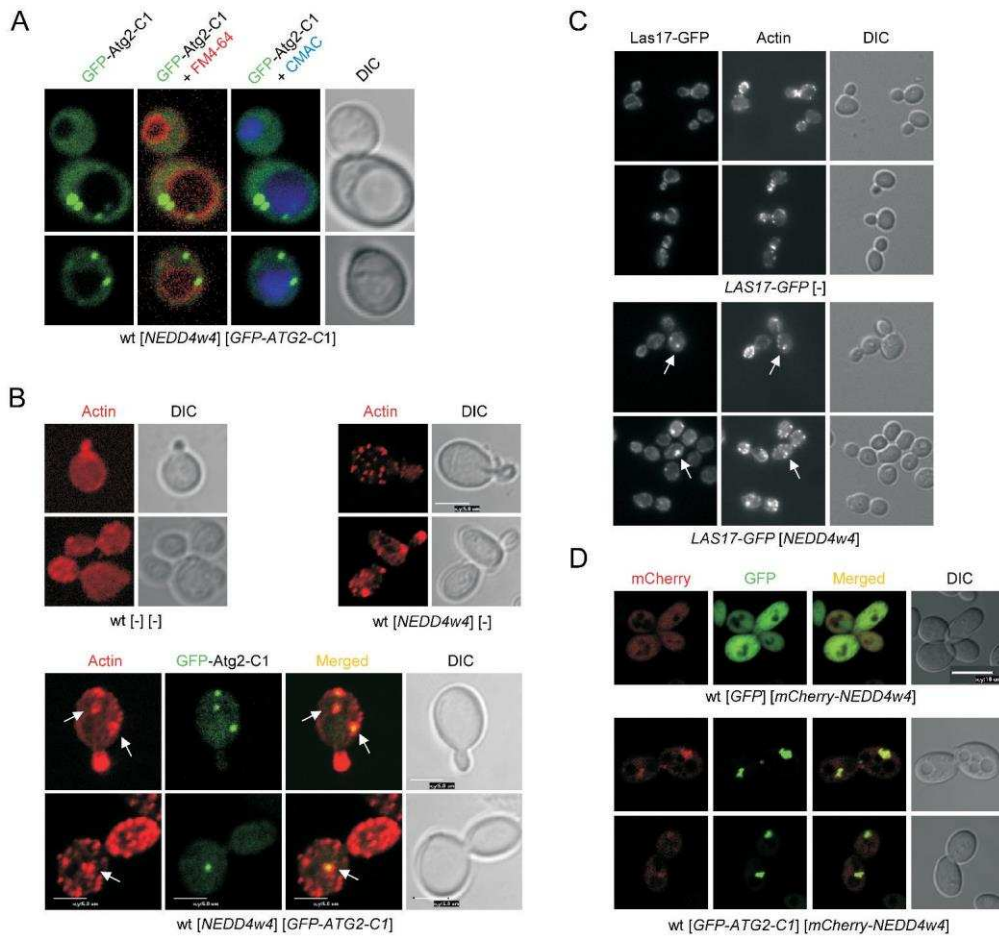 A
GFP-Atg2-C1
GFP-Atg2-C1
+ FM4-64
GFP-Atg2-C1
+ CMAC
DIC
wt [NEDD4w4] [GFP-ATG2-C1]
B
Actin DIC
wt [-] [-]
Actin DIC
wt [NEDD4w4] [-]
Actin GFP-Atg2-C1 Merged DIC
wt [NEDD4w4] [GFP-ATG2-C1]
C
Las17-GFP Actin DIC
LAS17-GFP [-]
LAS17-GFP [NEDD4w4]
D
mCherry GFP Merged DIC
wt [GFP] [mCherry-NEDD4w4]
wt [GFP-ATG2-C1] [mCherry-NEDD4w4]